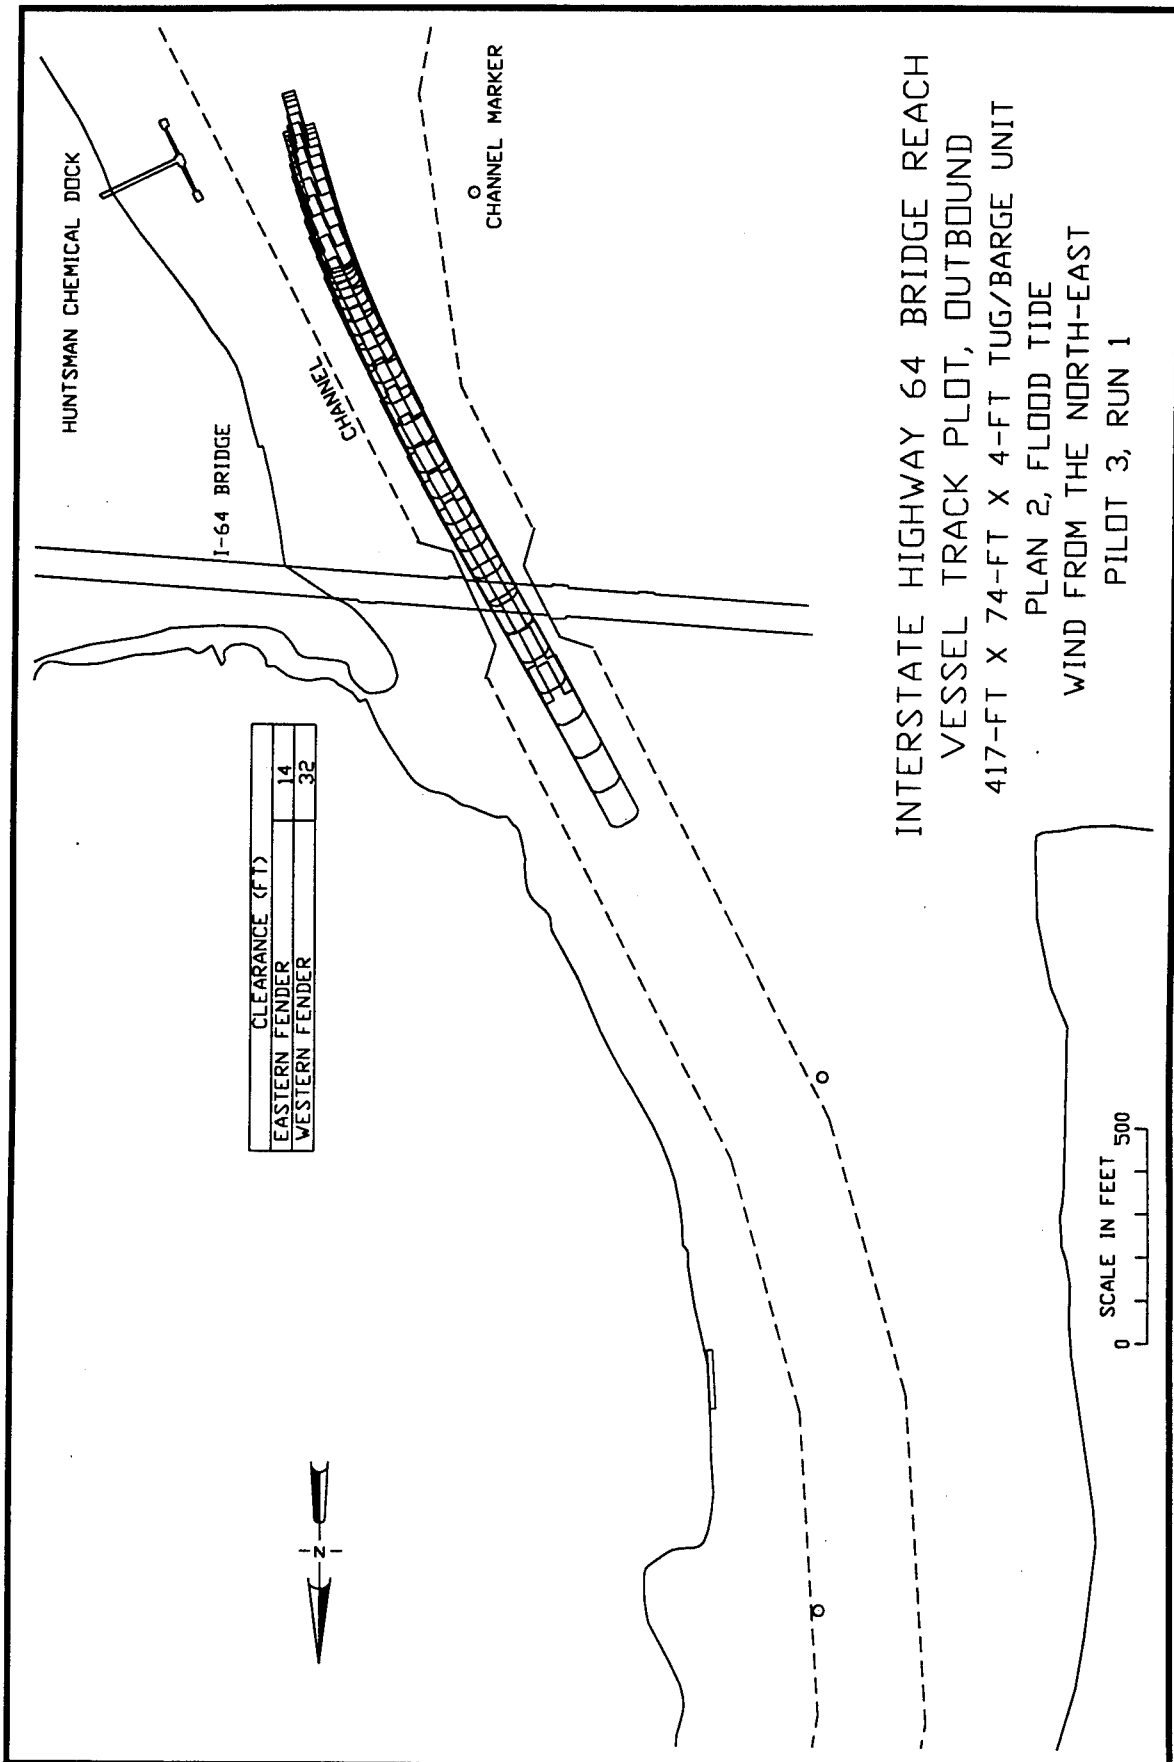 HUNTSMAN CHEMICAL DOCK
I-64 BRIDGE
CHANNEL
CHANNEL MARKER
CLEARANCE (FT)
EASTERN FENDER 14
WESTERN FENDER 32
N
SCALE IN FEET
0 500
INTERSTATE HIGHWAY 64 BRIDGE REACH
VESSEL TRACK PLOT, OUTBOUND
417-FT X 74-FT X 4-FT TUG/BARGE UNIT
PLAN 2, FLOOD TIDE
WIND FROM THE NORTH-EAST
PILOT 3, RUN 1